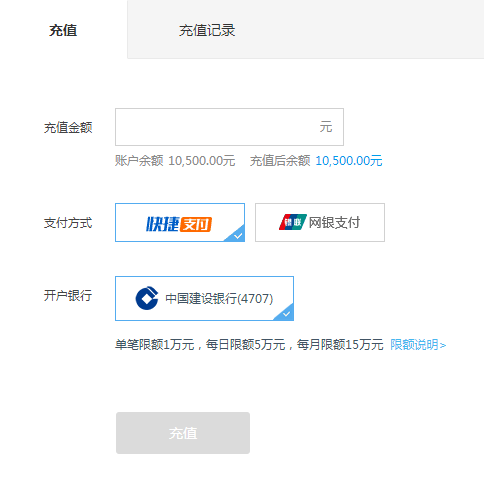 充值 充值记录
充值金额 元
账户余额 10,500.00元 充值后余额 10,500.00元
支付方式 快捷支付 银联 网银支付
开户银行 中国建设银行(4707)
单笔限额1万元，每日限额5万元，每月限额15万元 限额说明>
充值